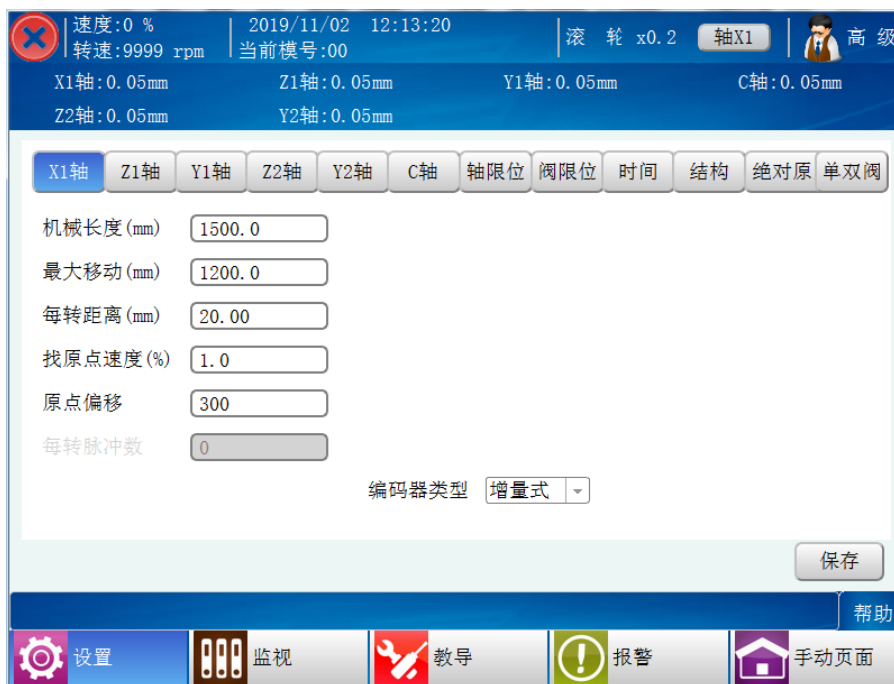 速度:0 % 2019/11/02 12:13:20
滚 轮 x0.2 轴X1 高 级
转速:9999 rpm 当前模号:00
X1轴:0.05mm Z1轴:0.05mm Y1轴:0.05mm C轴:0.05mm
Z2轴:0.05mm Y2轴:0.05mm
X1轴 Z1轴 Y1轴 Z2轴 Y2轴 C轴 轴限位 阀限位 时间 结构 绝对原 单双阀
机械长度(mm) 1500.0
最大移动(mm) 1200.0
每转距离(mm) 20.00
找原点速度(%) 1.0
原点偏移 300
每转脉冲数 0
编码器类型 增量式
保存
帮助
设置 监视 教导 报警 手动页面